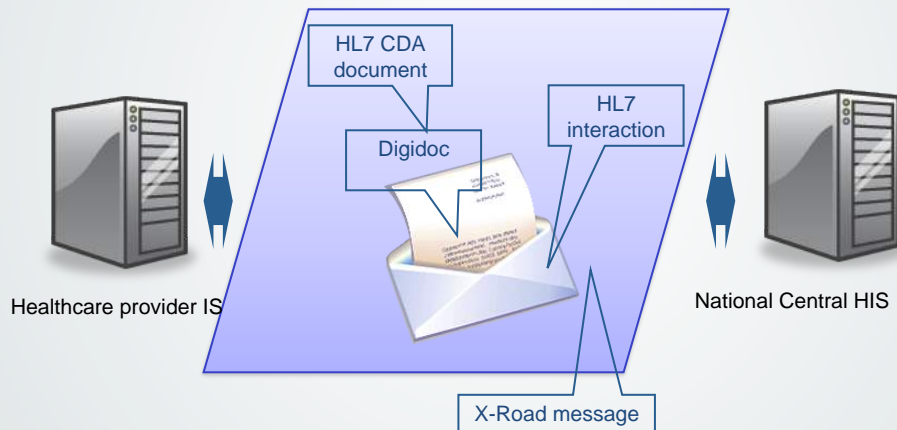 HL7 CDA
document
HL7
interaction
Digidoc
Healthcare provider IS
National Central HIS
X-Road message